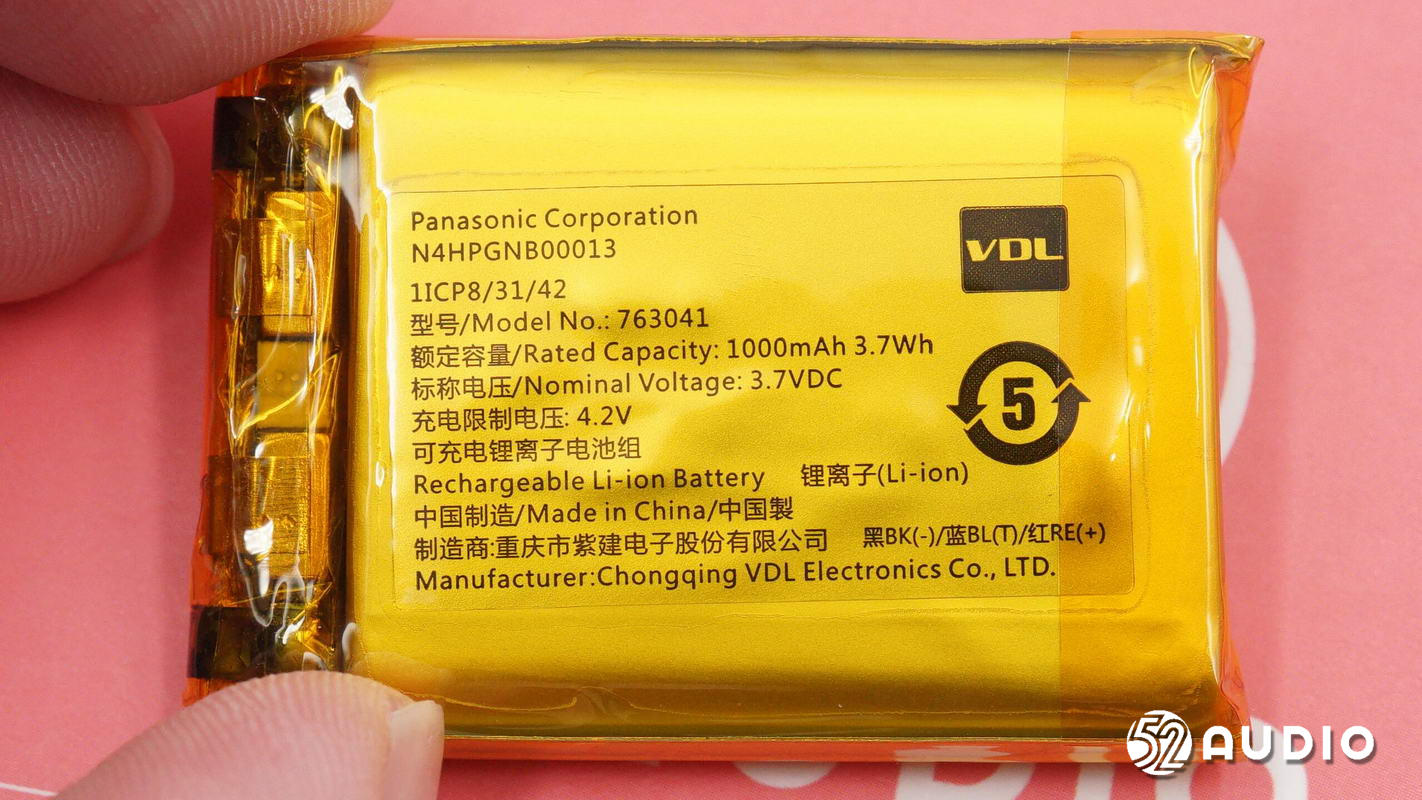 Panasonic Corporation
N4HPGNB00013
1ICP8/31/42
型号/Model No.: 763041
额定容量/Rated Capacity: 1000mAh 3.7Wh
标称电压/Nominal Voltage: 3.7VDC
充电限制电压: 4.2V
可充电锂离子电池组
Rechargeable Li-ion Battery 锂离子(Li-ion)
中国制造/Made in China/中国製
制造商:重庆市紫建电子股份有限公司 黑BK(-)/蓝BL(T)/红RE(+)
Manufacturer:Chongqing VDL Electronics Co., LTD.
VDL
5
52 AUDIO